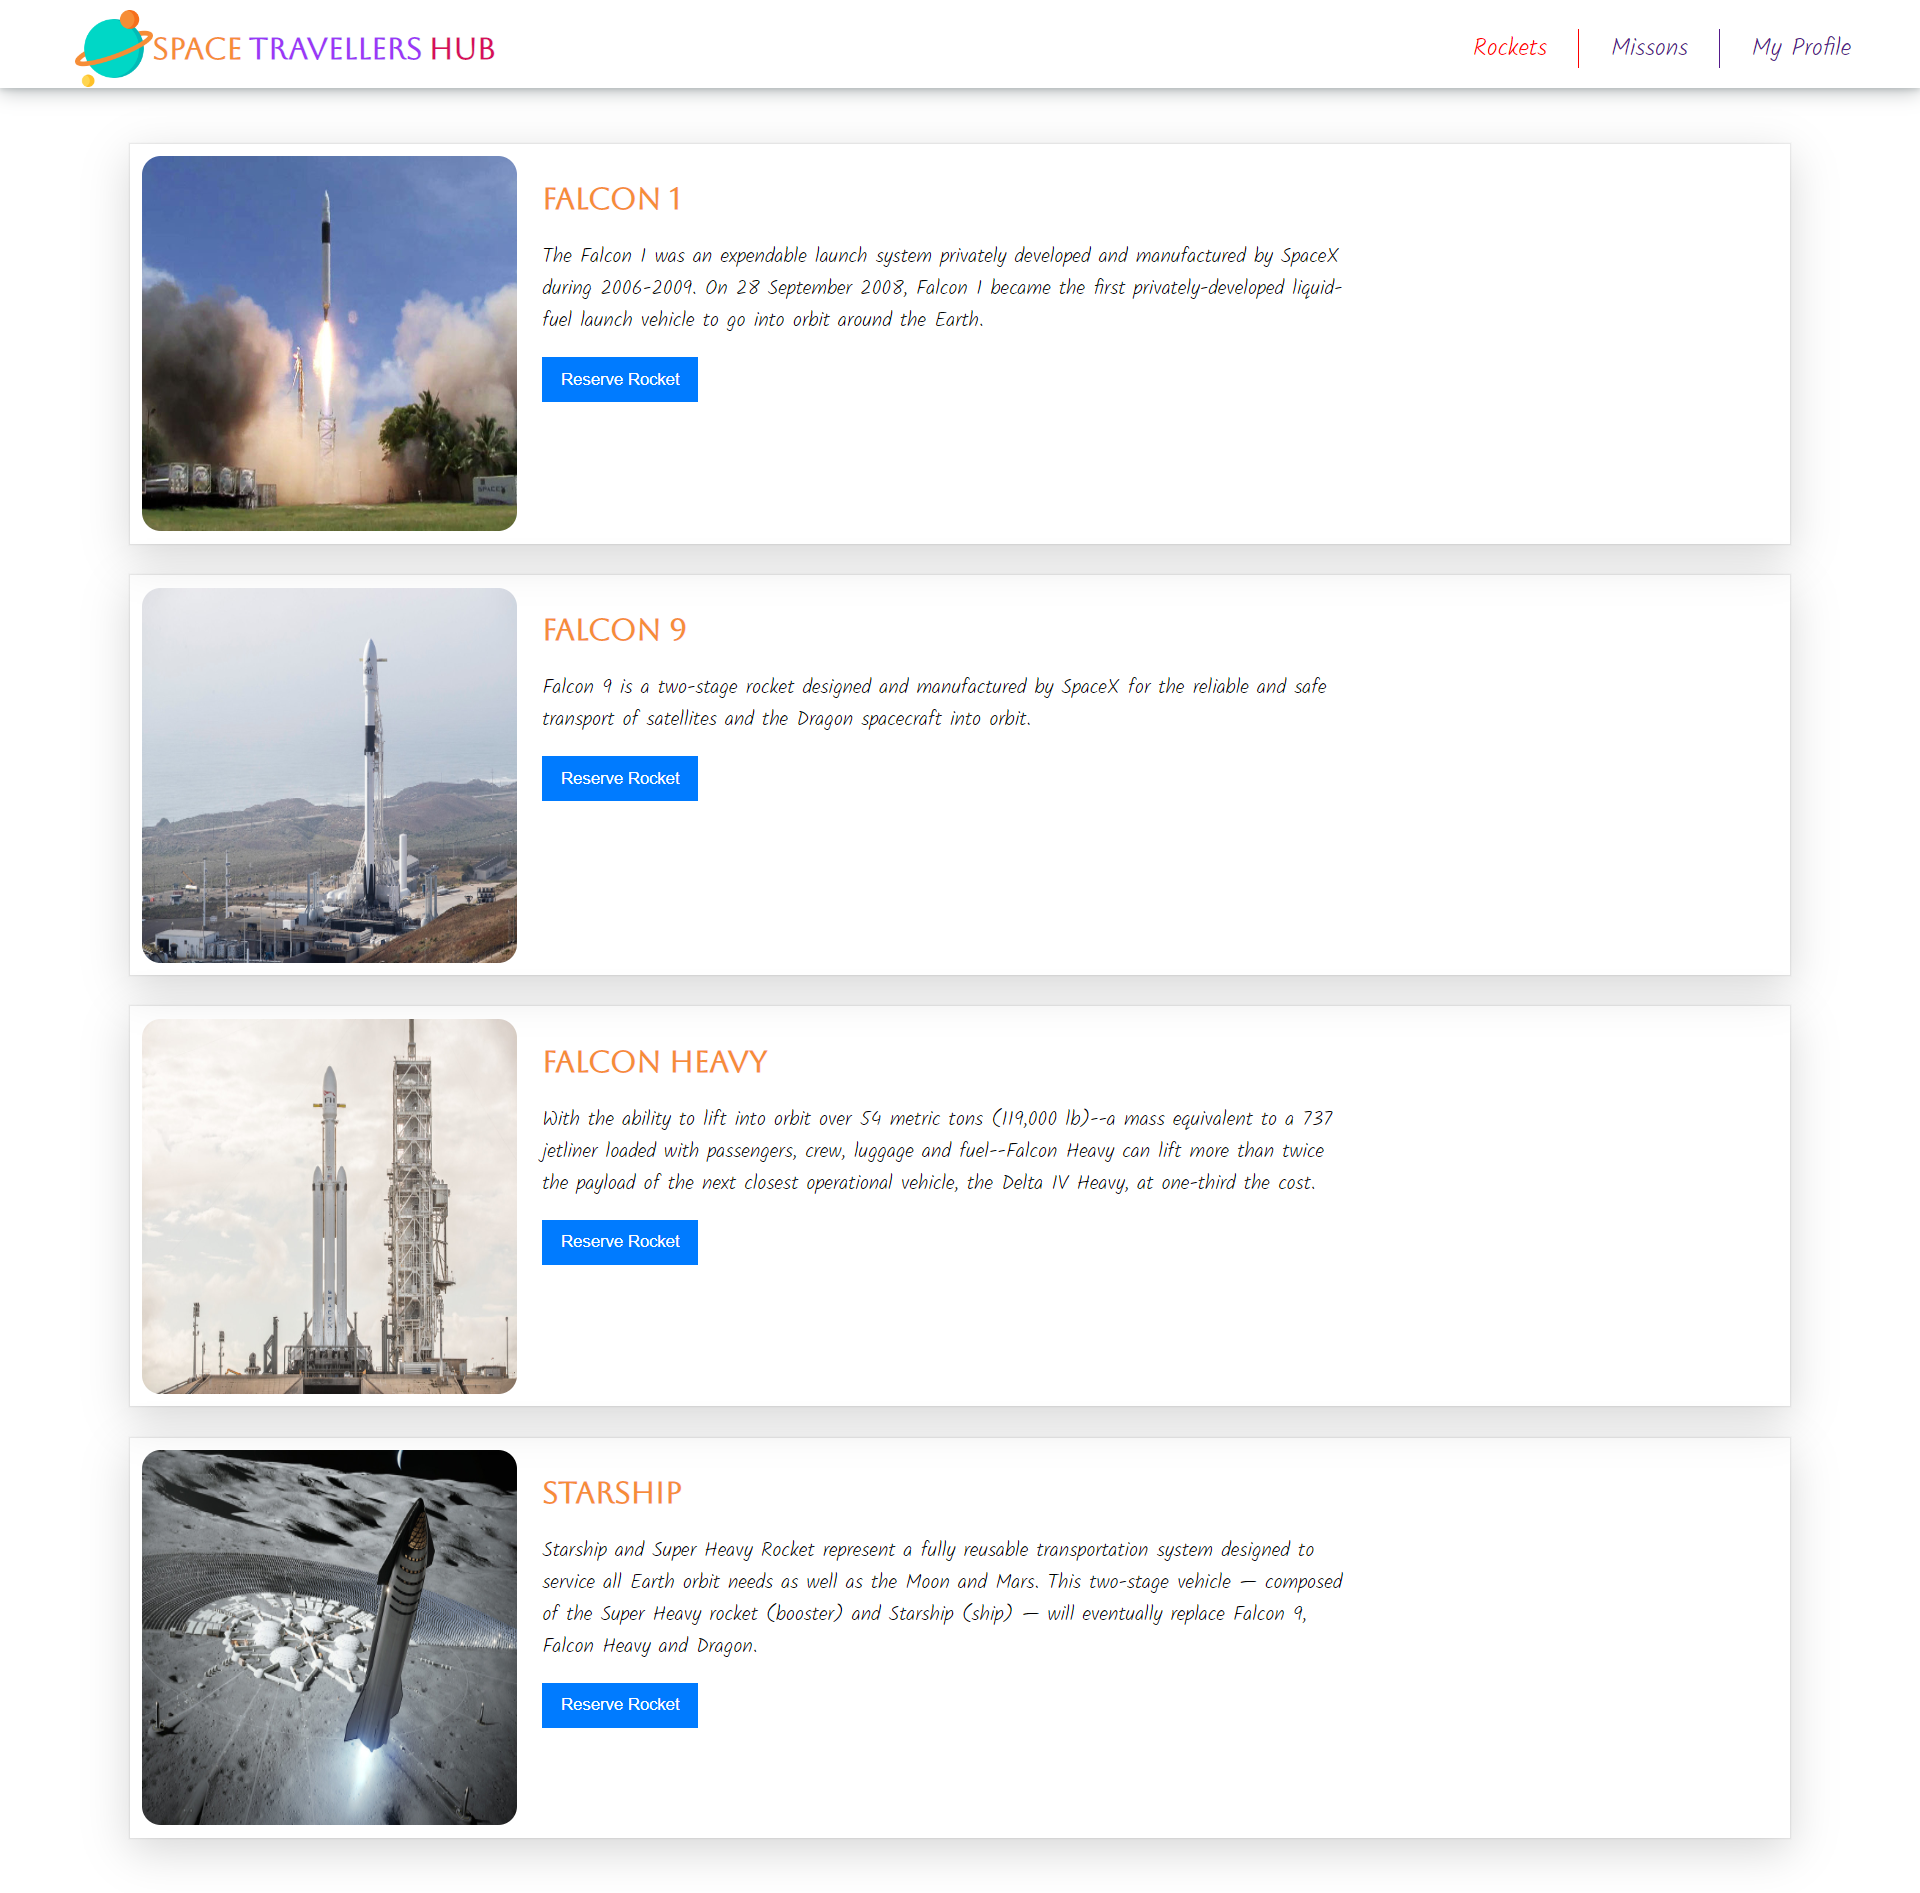 SPACE TRAVELLERS HUB
Rockets
Missons
My Profile
FALCON 1
The Falcon 1 was an expendable launch system privately developed and manufactured by SpaceX
during 2006-2009. On 28 September 2008, Falcon 1 became the first privately-developed liquid-
fuel launch vehicle to go into orbit around the Earth.
Reserve Rocket
SPACEX
FALCON 9
Falcon 9 is a two-stage rocket designed and manufactured by SpaceX for the reliable and safe
transport of satellites and the Dragon spacecraft into orbit.
Reserve Rocket
FALCON HEAVY
With the ability to lift into orbit over 54 metric tons (119,000 lb)--a mass equivalent to a 737
jetliner loaded with passengers, crew, luggage and fuel--Falcon Heavy can lift more than twice
the payload of the next closest operational vehicle, the Delta IV Heavy, at one-third the cost.
Reserve Rocket
SPACEX
STARSHIP
Starship and Super Heavy Rocket represent a fully reusable transportation system designed to
service all Earth orbit needs as well as the Moon and Mars. This two-stage vehicle — composed
of the Super Heavy rocket (booster) and Starship (ship) — will eventually replace Falcon 9,
Falcon Heavy and Dragon.
Reserve Rocket